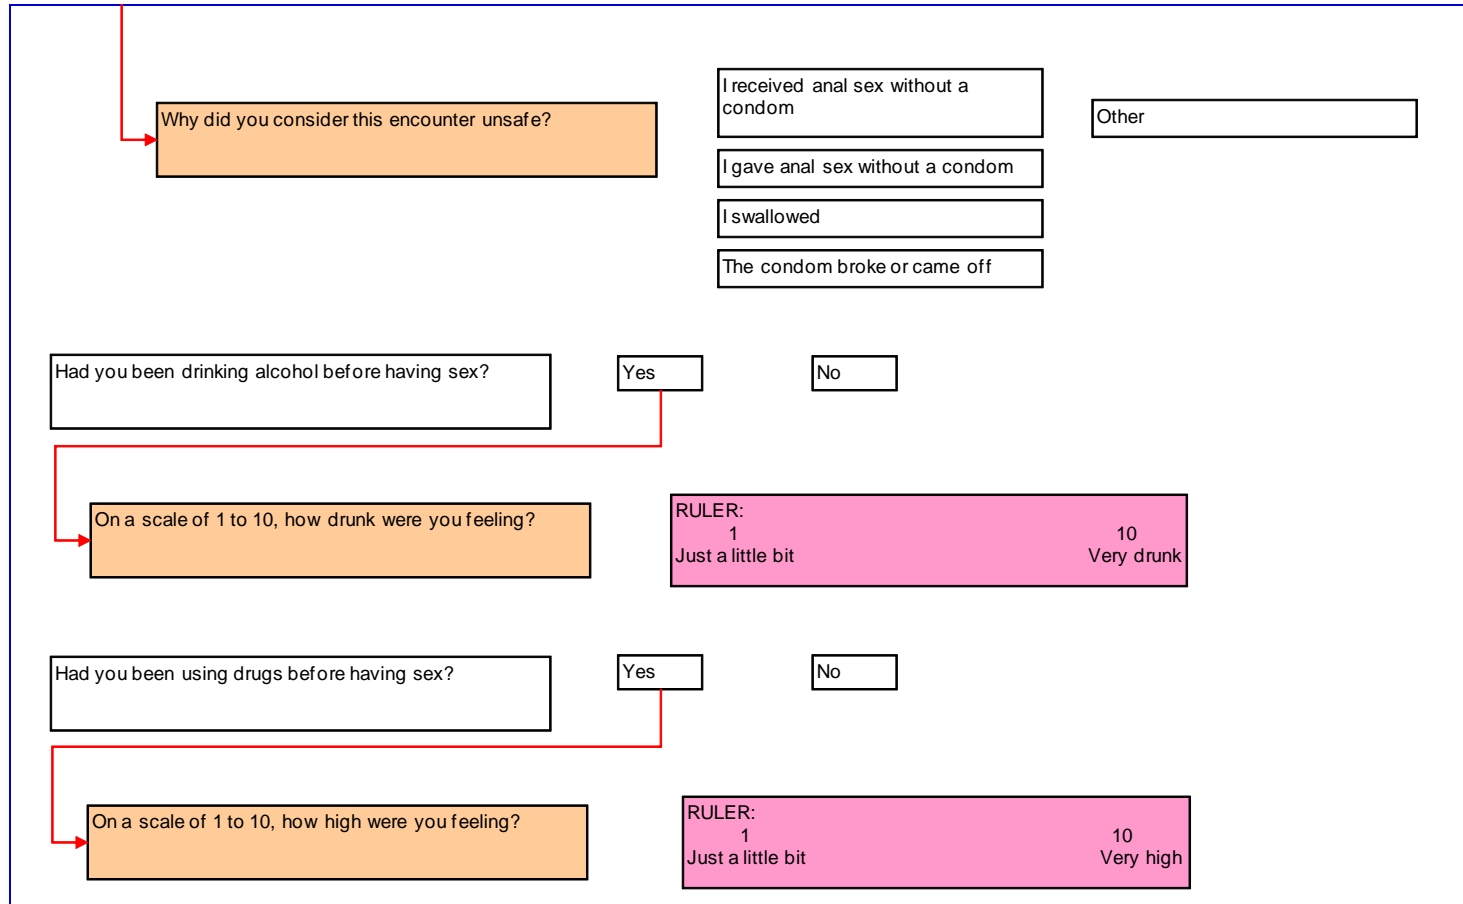 Why did you consider this encounter unsafe?
I received anal sex without a
condom
Other
I gave anal sex without a condom
I swallowed
The condom broke or came off
Had you been drinking alcohol before having sex?
Yes
No
On a scale of 1 to 10, how drunk were you feeling?
RULER:
1 10
Just a little bit Very drunk
Had you been using drugs before having sex?
Yes
No
On a scale of 1 to 10, how high were you feeling?
RULER:
1 10
Just a little bit Very high